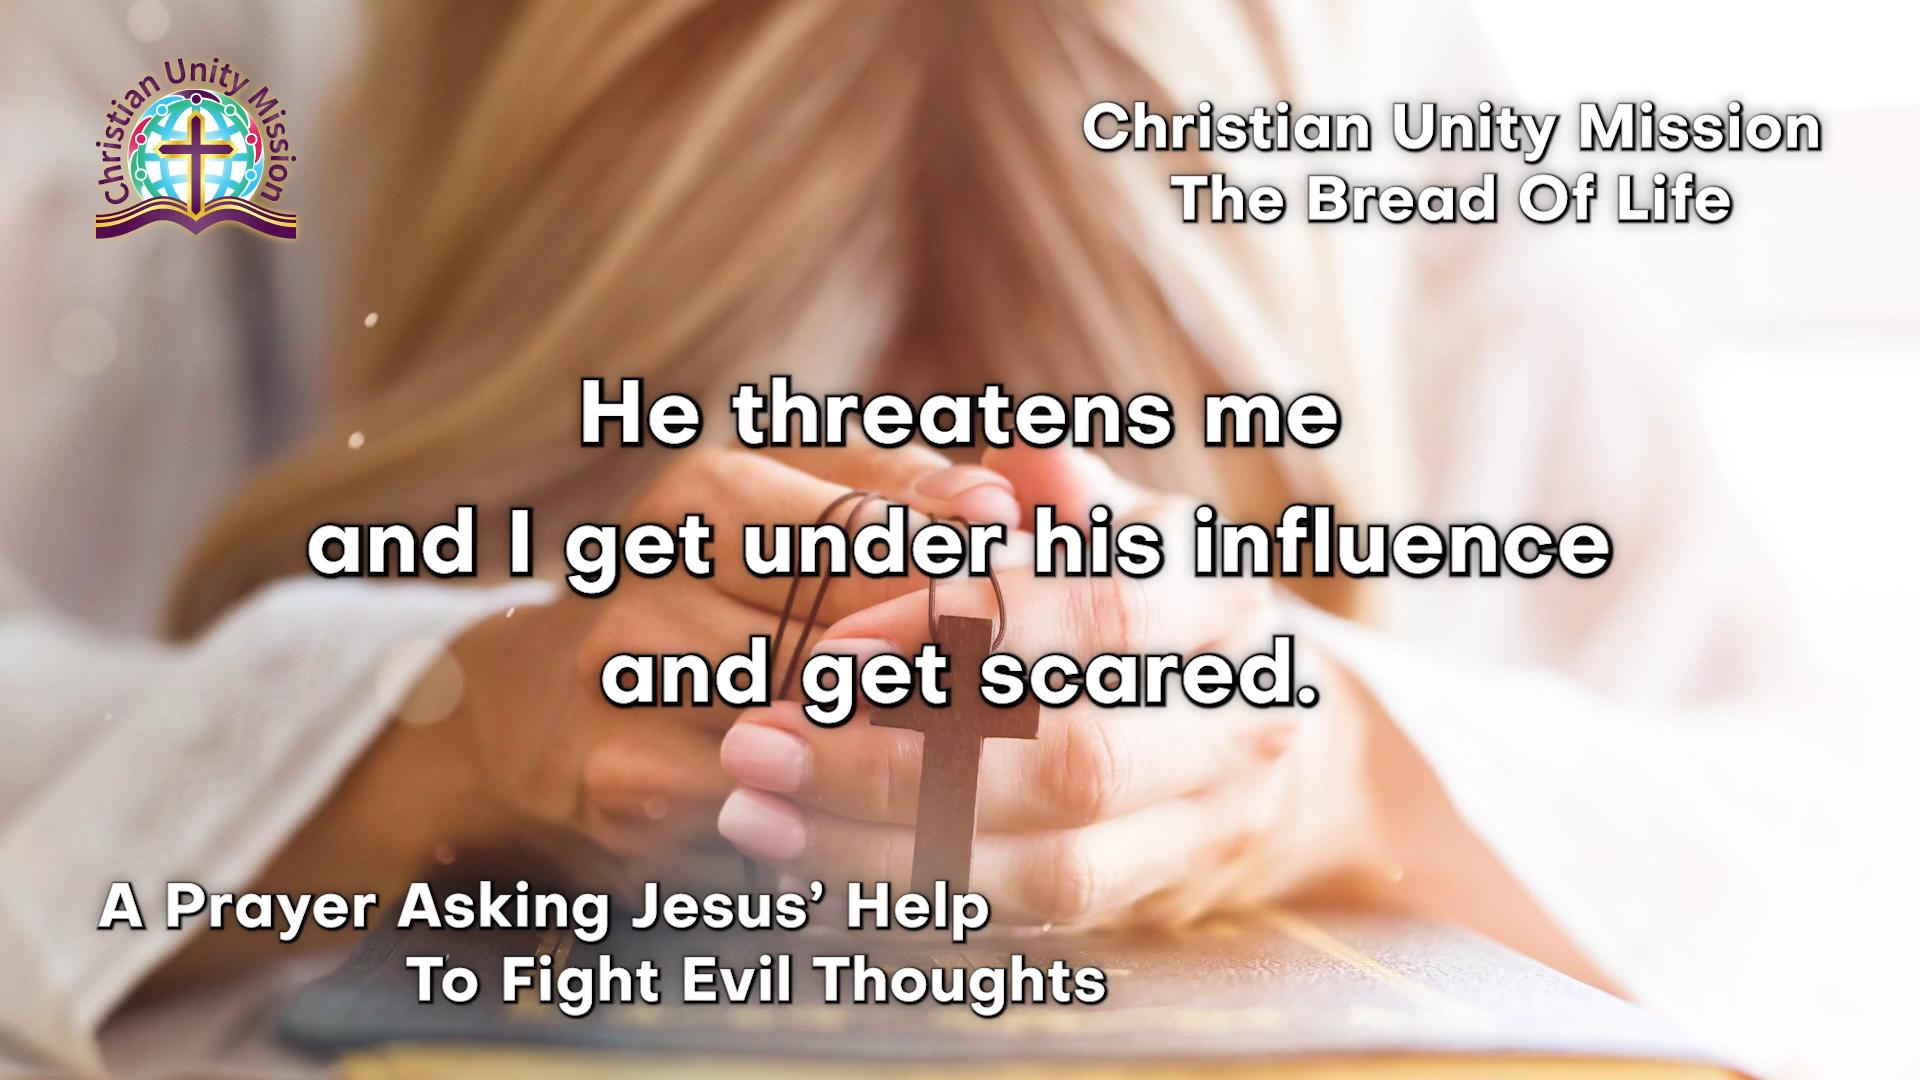 Christian Unity Mission
Christian Unity Mission
The Bread Of Life
He threatens me
and I get under his influence
and get scared.
A Prayer Asking Jesus’ Help
To Fight Evil Thoughts